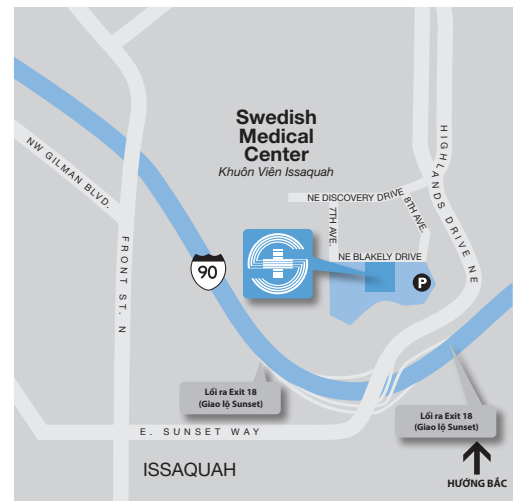 Swedish
Medical
Center
Khuôn Viên Issaquah
NW GILMAN BLVD.
HIGHLANDS DRIVE NE
NE DISCOVERY DRIVE
7TH AVE.
8TH AVE.
FRONT ST. N
NE BLAKELY DRIVE
90
P
Lối ra Exit 18
(Giao lộ Sunset)
Lối ra Exit 18
(Giao lộ Sunset)
E. SUNSET WAY
ISSAQUAH
HƯỚNG BẮC